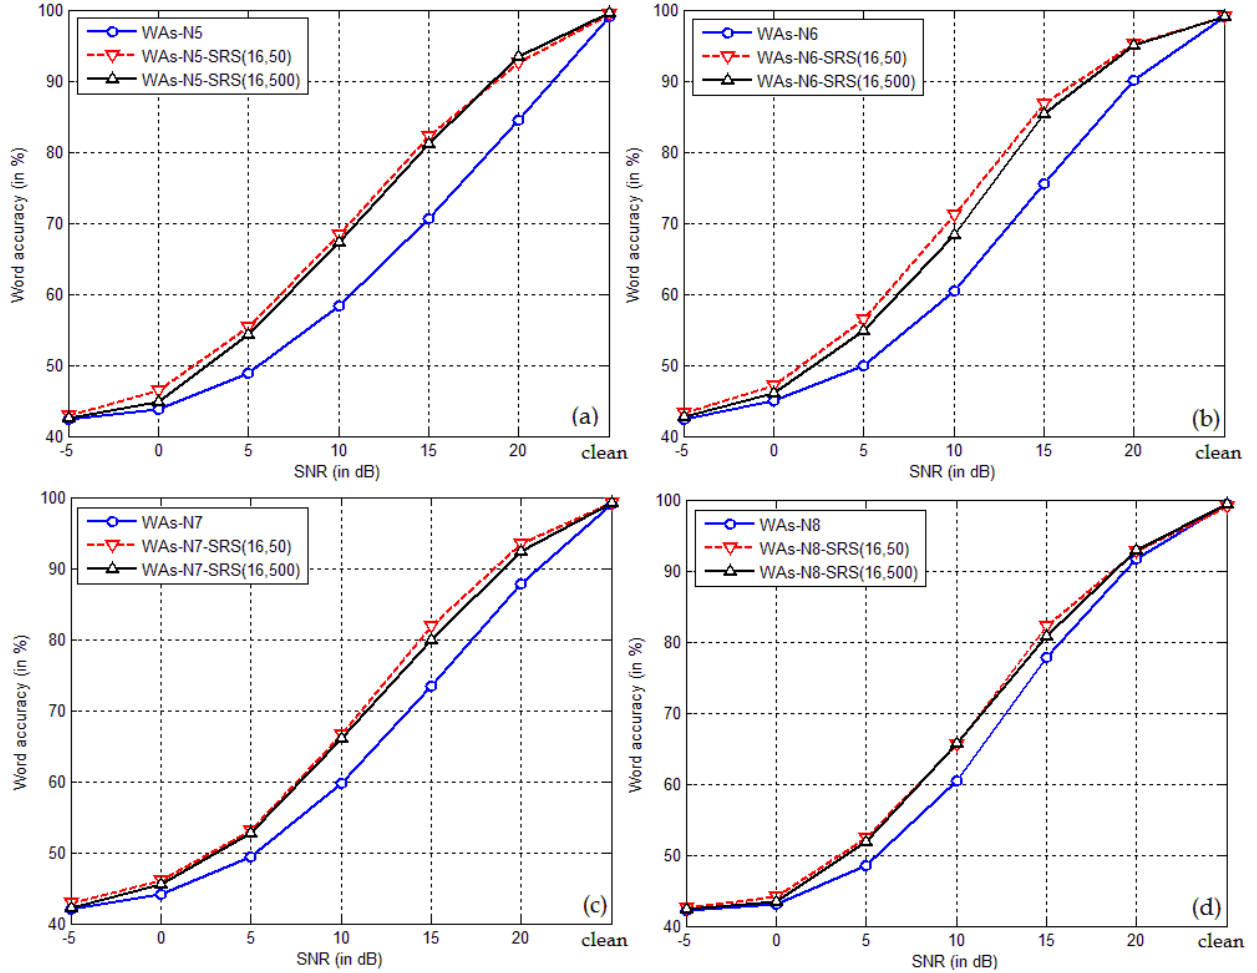 100
90
80
70
60
50
40
Word accuracy (in %)
WAs-N5
WAs-N5-SRS(16,50)
WAs-N5-SRS(16,500)
(a)
-5 0 5 10 15 20 clean
SNR (in dB)
100
90
80
70
60
50
40
Word accuracy (in %)
WAs-N6
WAs-N6-SRS(16,50)
WAs-N6-SRS(16,500)
(b)
-5 0 5 10 15 20 clean
SNR (in dB)
100
90
80
70
60
50
40
Word accuracy (in %)
WAs-N7
WAs-N7-SRS(16,50)
WAs-N7-SRS(16,500)
(c)
-5 0 5 10 15 20 clean
SNR (in dB)
100
90
80
70
60
50
40
Word accuracy (in %)
WAs-N8
WAs-N8-SRS(16,50)
WAs-N8-SRS(16,500)
(d)
-5 0 5 10 15 20 clean
SNR (in dB)